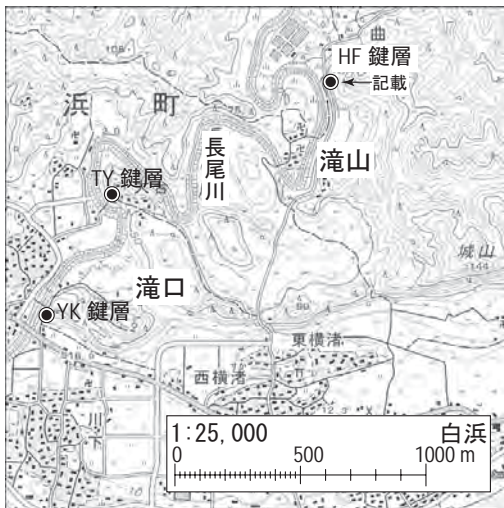 HF 鍵層
曲
記載
浜 町
長尾川
滝山
TY 鍵層
滝口
城山
YK 鍵層
東横渚
西横渚
川下
1:25,000 白浜
0 500 1000 m